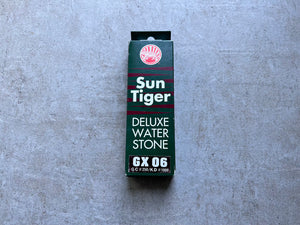 Sun
Tiger
DELUXE
WATER
STONE
GX 06